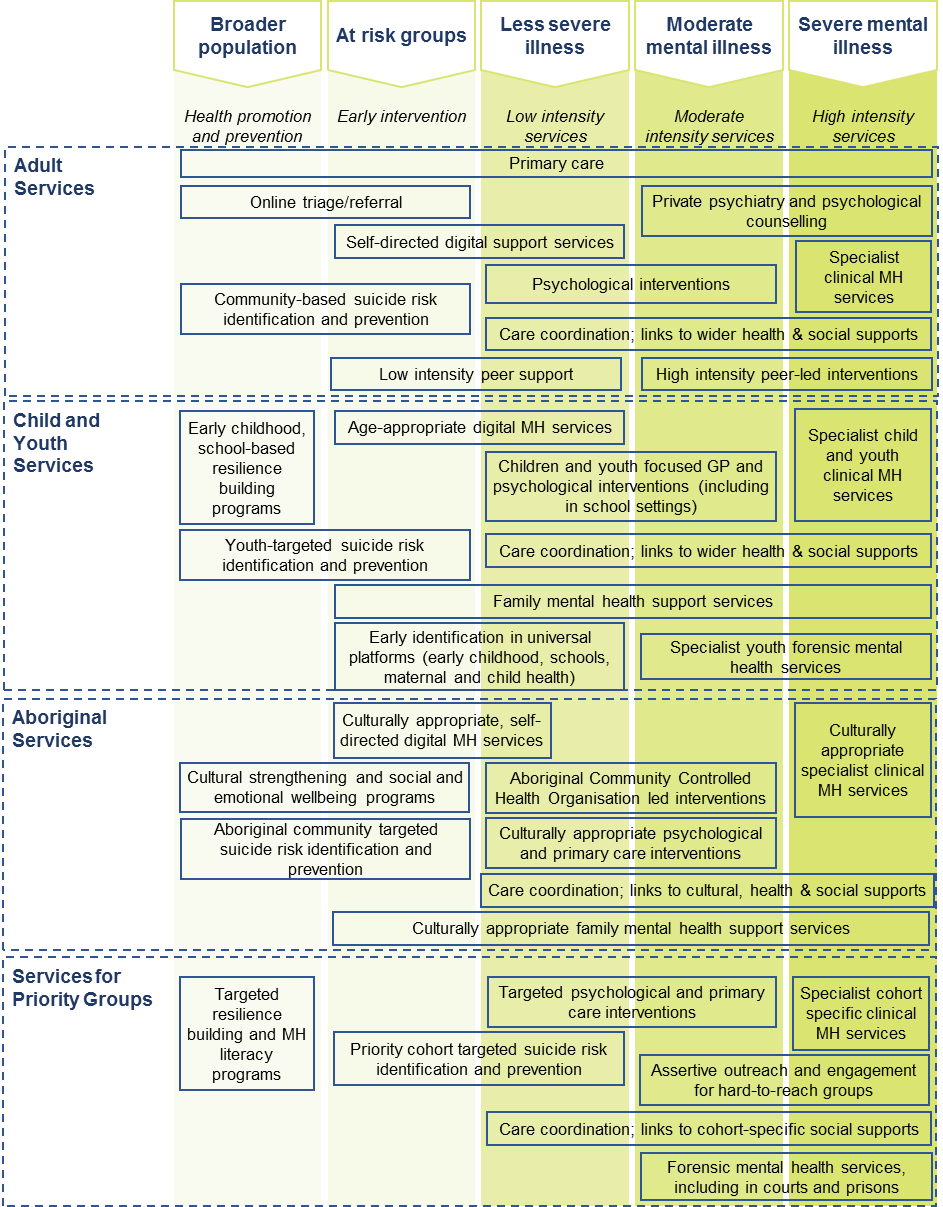 Broader
population
At risk groups
Less severe
illness
Moderate
mental illness
Severe mental
illness
Health promotion
and prevention
Early intervention
Low intensity
services
Moderate
intensity services
High intensity
services
Adult
Services
Primary care
Online triage/referral
Private psychiatry and psychological
counselling
Self-directed digital support services
Specialist
clinical MH
services
Psychological interventions
Community-based suicide risk
identification and prevention
Care coordination; links to wider health & social supports
Low intensity peer support
High intensity peer-led interventions
Child and
Youth
Services
Early childhood,
school-based
resilience
building
programs
Age-appropriate digital MH services
Children and youth focused GP and
psychological interventions (including
in school settings)
Specialist child
and youth
clinical MH
services
Youth-targeted suicide risk
identification and prevention
Care coordination; links to wider health & social supports
Family mental health support services
Early identification in universal
platforms (early childhood, schools,
maternal and child health)
Specialist youth forensic mental
health services
Aboriginal
Services
Culturally appropriate, self-
directed digital MH services
Culturally
appropriate
specialist clinical
MH services
Cultural strengthening and social and
emotional wellbeing programs
Aboriginal Community Controlled
Health Organisation led interventions
Aboriginal community targeted
suicide risk identification and
prevention
Culturally appropriate psychological
and primary care interventions
Care coordination; links to cultural, health & social supports
Culturally appropriate family mental health support services
Services for
Priority Groups
Targeted
resilience
building and MH
literacy
programs
Targeted psychological and primary
care interventions
Specialist cohort
specific clinical
MH services
Priority cohort targeted suicide risk
identification and prevention
Assertive outreach and engagement
for hard-to-reach groups
Care coordination; links to cohort-specific social supports
Forensic mental health services,
including in courts and prisons